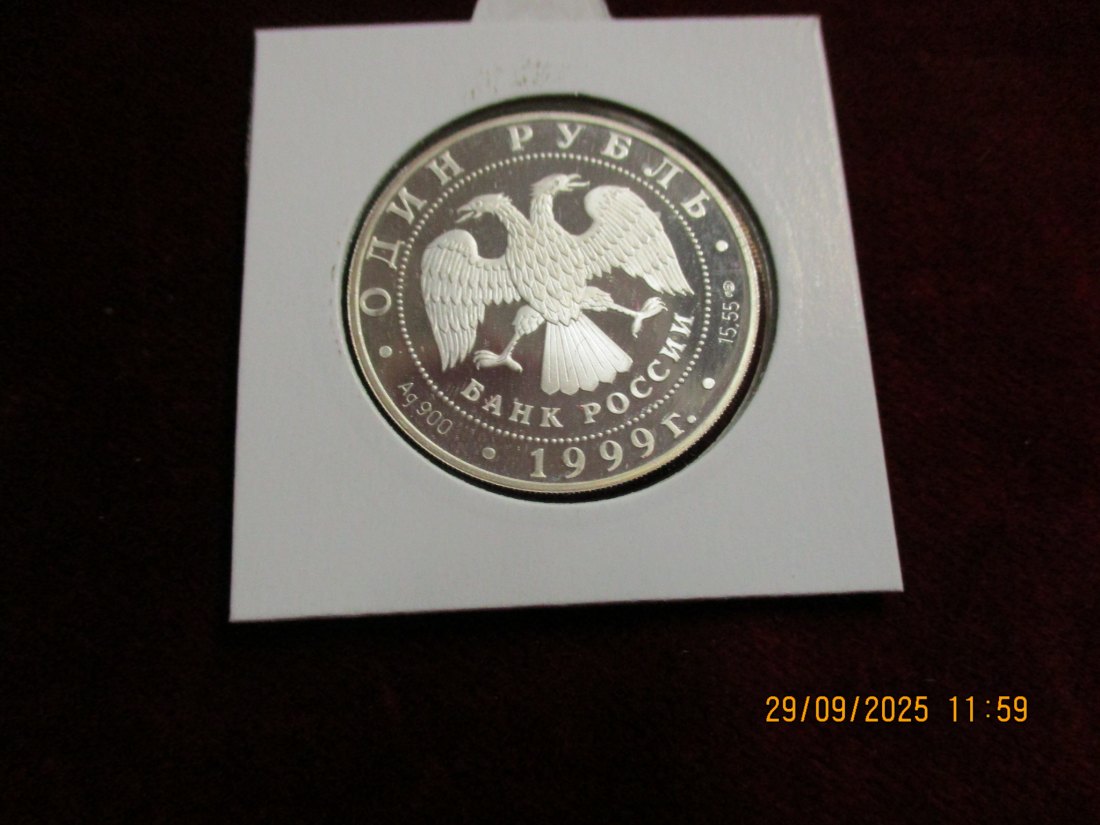 ОДИН РУБЛЬ
БАНК РОССИИ
Ag 900
15,55
1999 г.
29/09/2025 11:59